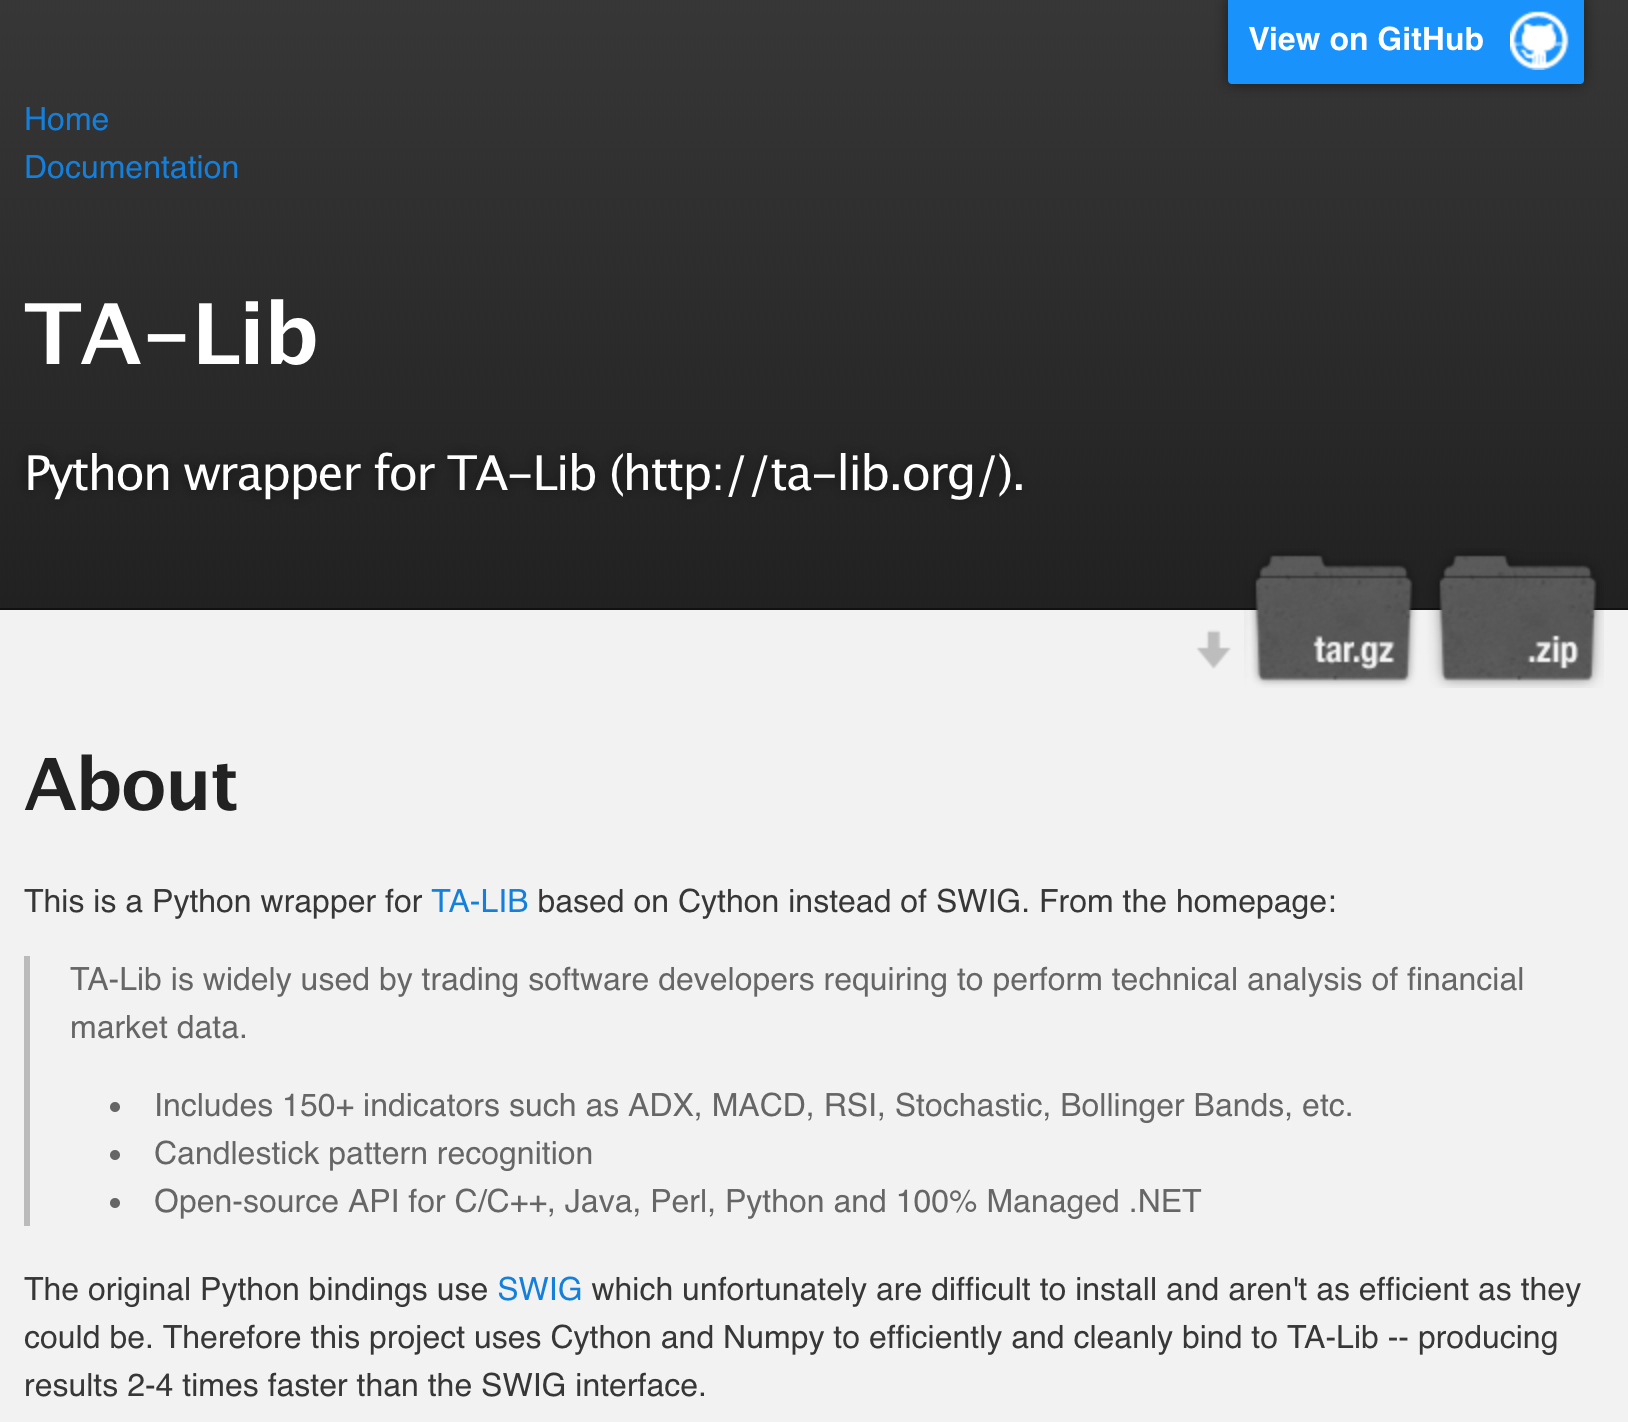 View on GitHub
Home
Documentation
TA-Lib
Python wrapper for TA-Lib (http://ta-lib.org/).
tar.gz
.zip
About
This is a Python wrapper for TA-LIB based on Cython instead of SWIG. From the homepage:
TA-Lib is widely used by trading software developers requiring to perform technical analysis of financial
market data.
• Includes 150+ indicators such as ADX, MACD, RSI, Stochastic, Bollinger Bands, etc.
• Candlestick pattern recognition
• Open-source API for C/C++, Java, Perl, Python and 100% Managed .NET
The original Python bindings use SWIG which unfortunately are difficult to install and aren't as efficient as they
could be. Therefore this project uses Cython and Numpy to efficiently and cleanly bind to TA-Lib -- producing
results 2-4 times faster than the SWIG interface.